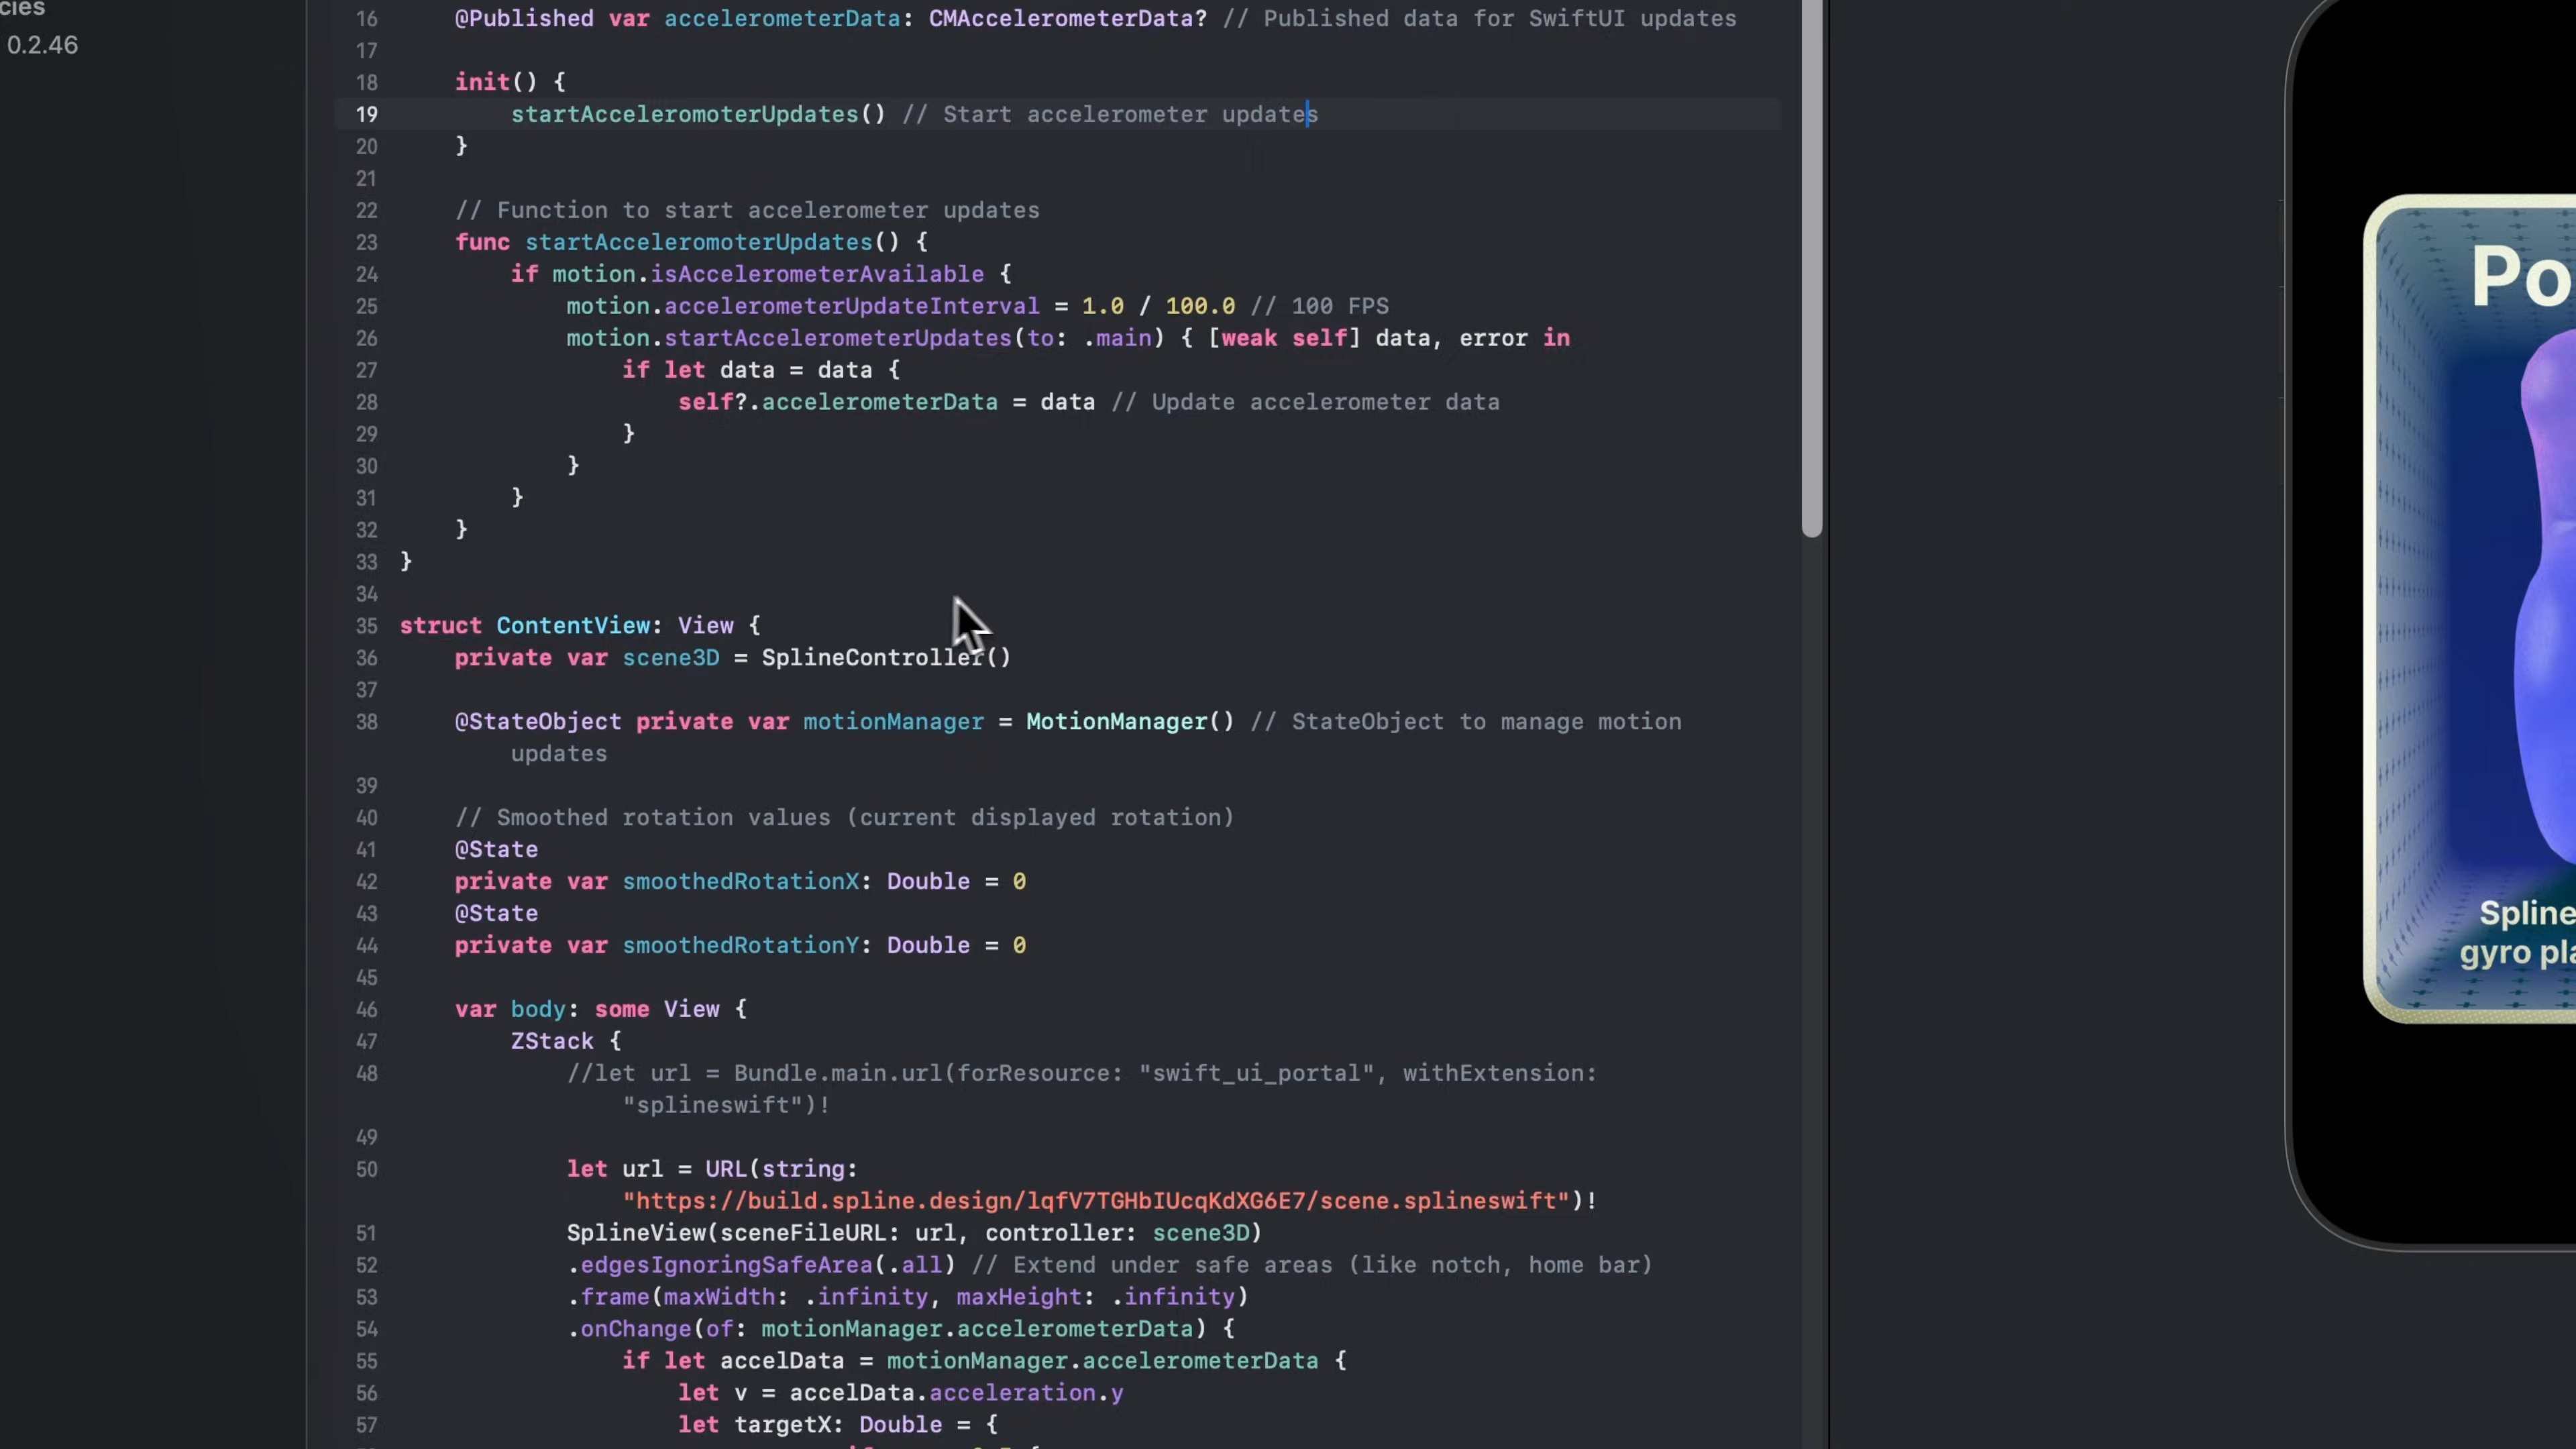 cies
0.2.46
16 @Published var accelerometerData: CMAccelerometerData? // Published data for SwiftUI updates
17
18 init() {
19 startAcceleromoterUpdates() // Start accelerometer updates
20 }
21
22 // Function to start accelerometer updates
23 func startAcceleromoterUpdates() {
24 if motion.isAccelerometerAvailable {
25 motion.accelerometerUpdateInterval = 1.0 / 100.0 // 100 FPS
26 motion.startAccelerometerUpdates(to: .main) { [weak self] data, error in
27 if let data = data {
28 self?.accelerometerData = data // Update accelerometer data
29 }
30 }
31 }
32 }
33 }
34
35 struct ContentView: View {
36 private var scene3D = SplineController()
37
38 @StateObject private var motionManager = MotionManager() // StateObject to manage motion
updates
39
40 // Smoothed rotation values (current displayed rotation)
41 @State
42 private var smoothedRotationX: Double = 0
43 @State
44 private var smoothedRotationY: Double = 0
45
46 var body: some View {
47 ZStack {
48 //let url = Bundle.main.url(forResource: "swift_ui_portal", withExtension:
"splineswift")!
49
50 let url = URL(string:
"https://build.spline.design/lqfV7TGHbIUcqKdXG6E7/scene.splineswift")!
51 SplineView(sceneFileURL: url, controller: scene3D)
52 .edgesIgnoringSafeArea(.all) // Extend under safe areas (like notch, home bar)
53 .frame(maxWidth: .infinity, maxHeight: .infinity)
54 .onChange(of: motionManager.accelerometerData) {
55 if let accelData = motionManager.accelerometerData {
56 let v = accelData.acceleration.y
57 let targetX: Double = {
Po
Spline
gyro pla